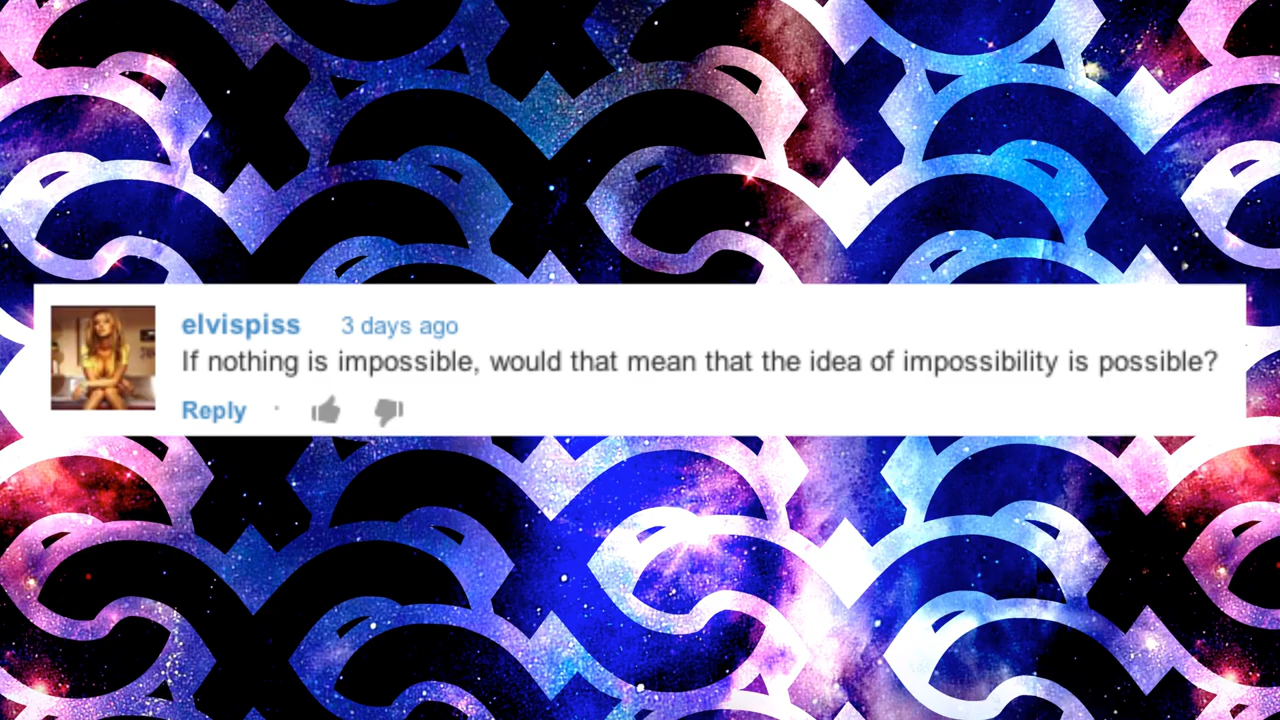 elvispiss 3 days ago
If nothing is impossible, would that mean that the idea of impossibility is possible?
Reply ·